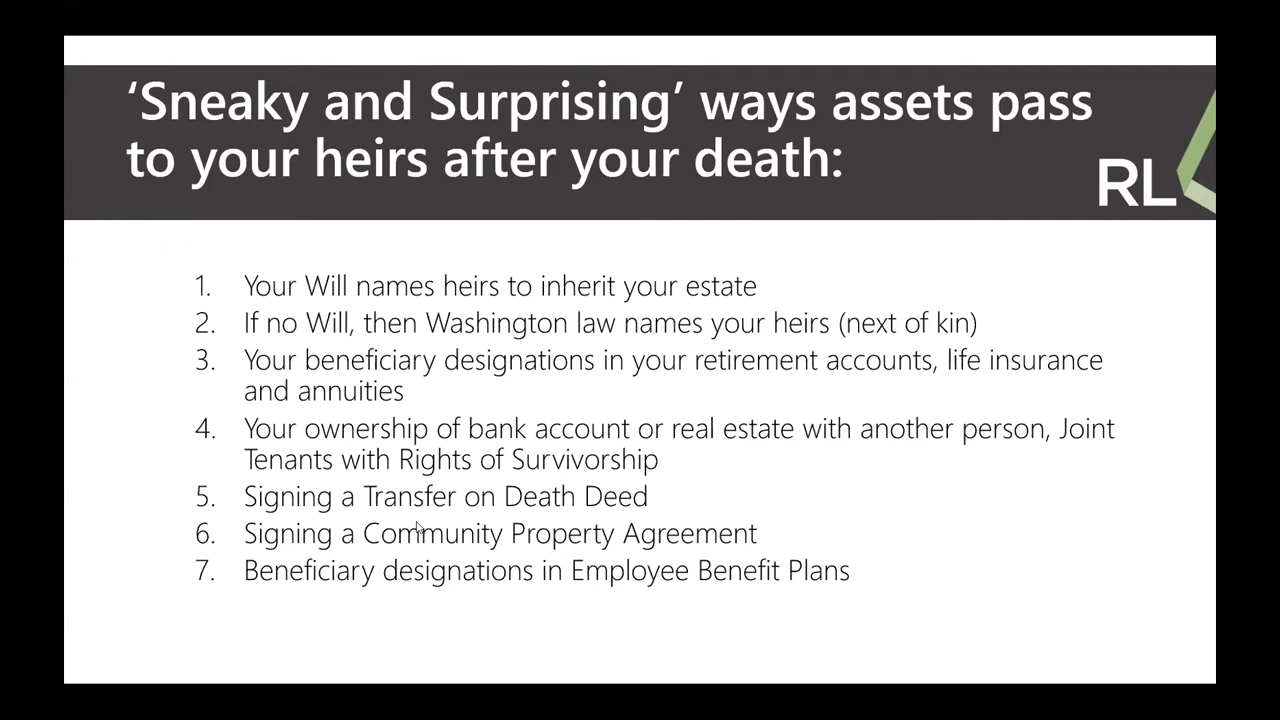 ‘Sneaky and Surprising’ ways assets pass
to your heirs after your death:
RL
1. Your Will names heirs to inherit your estate
2. If no Will, then Washington law names your heirs (next of kin)
3. Your beneficiary designations in your retirement accounts, life insurance
and annuities
4. Your ownership of bank account or real estate with another person, Joint
Tenants with Rights of Survivorship
5. Signing a Transfer on Death Deed
6. Signing a Community Property Agreement
7. Beneficiary designations in Employee Benefit Plans